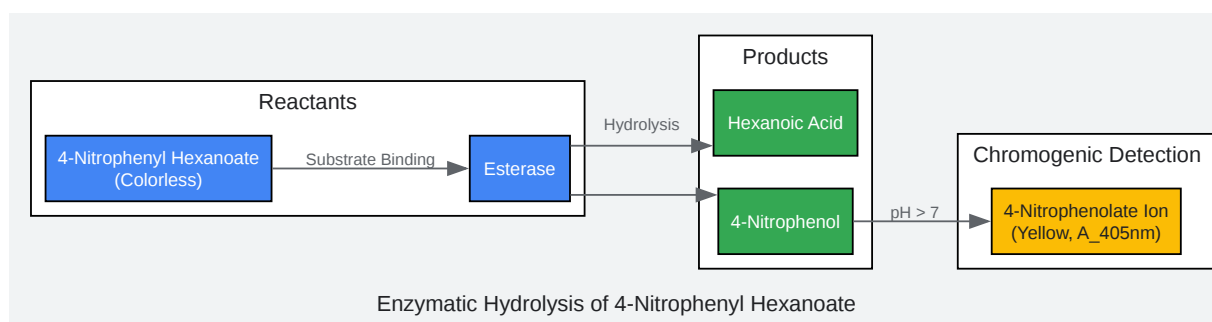 Products
Reactants
Hydrolysis
Hexanoic Acid
4-Nitrophenyl Hexanoate
(Colorless)
Substrate Binding
Esterase
Chromogenic Detection
4-Nitrophenol
pH > 7
4-Nitrophenolate Ion
(Yellow, A_405nm)
Enzymatic Hydrolysis of 4-Nitrophenyl Hexanoate